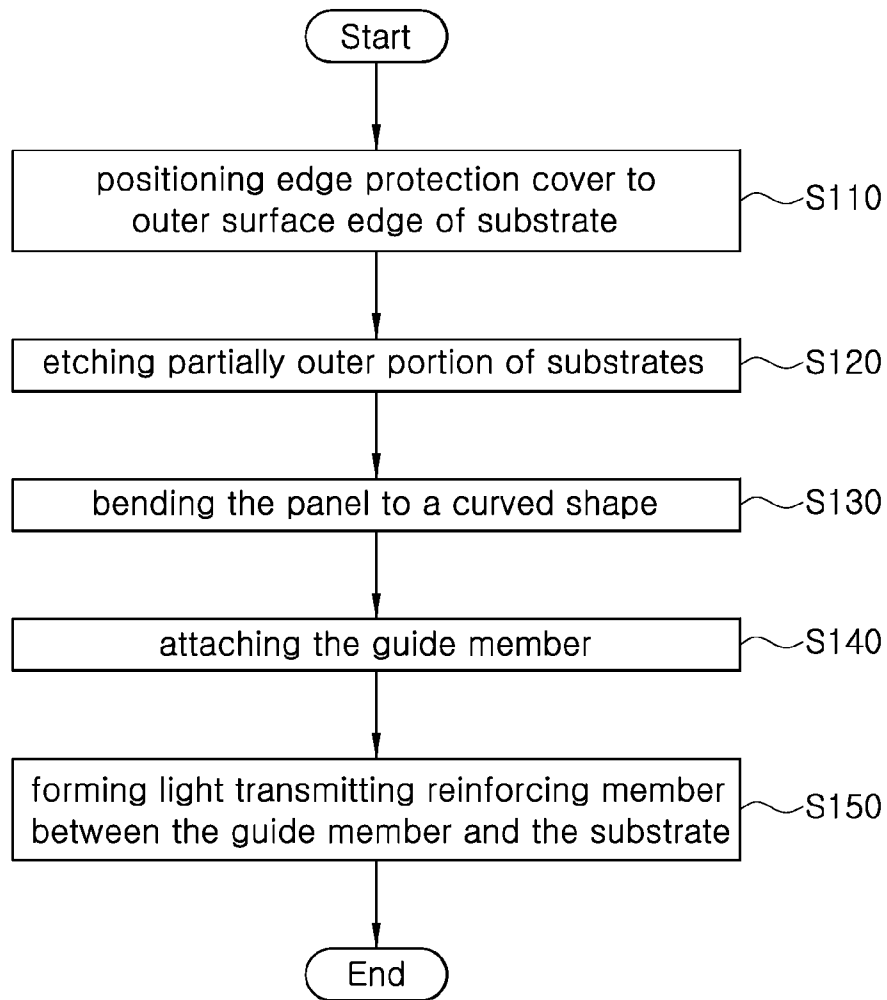 Start
positioning edge protection cover to
outer surface edge of substrate
S110
etching partially outer portion of substrates
S120
bending the panel to a curved shape
S130
attaching the guide member
S140
forming light transmitting reinforcing member
between the guide member and the substrate
S150
End